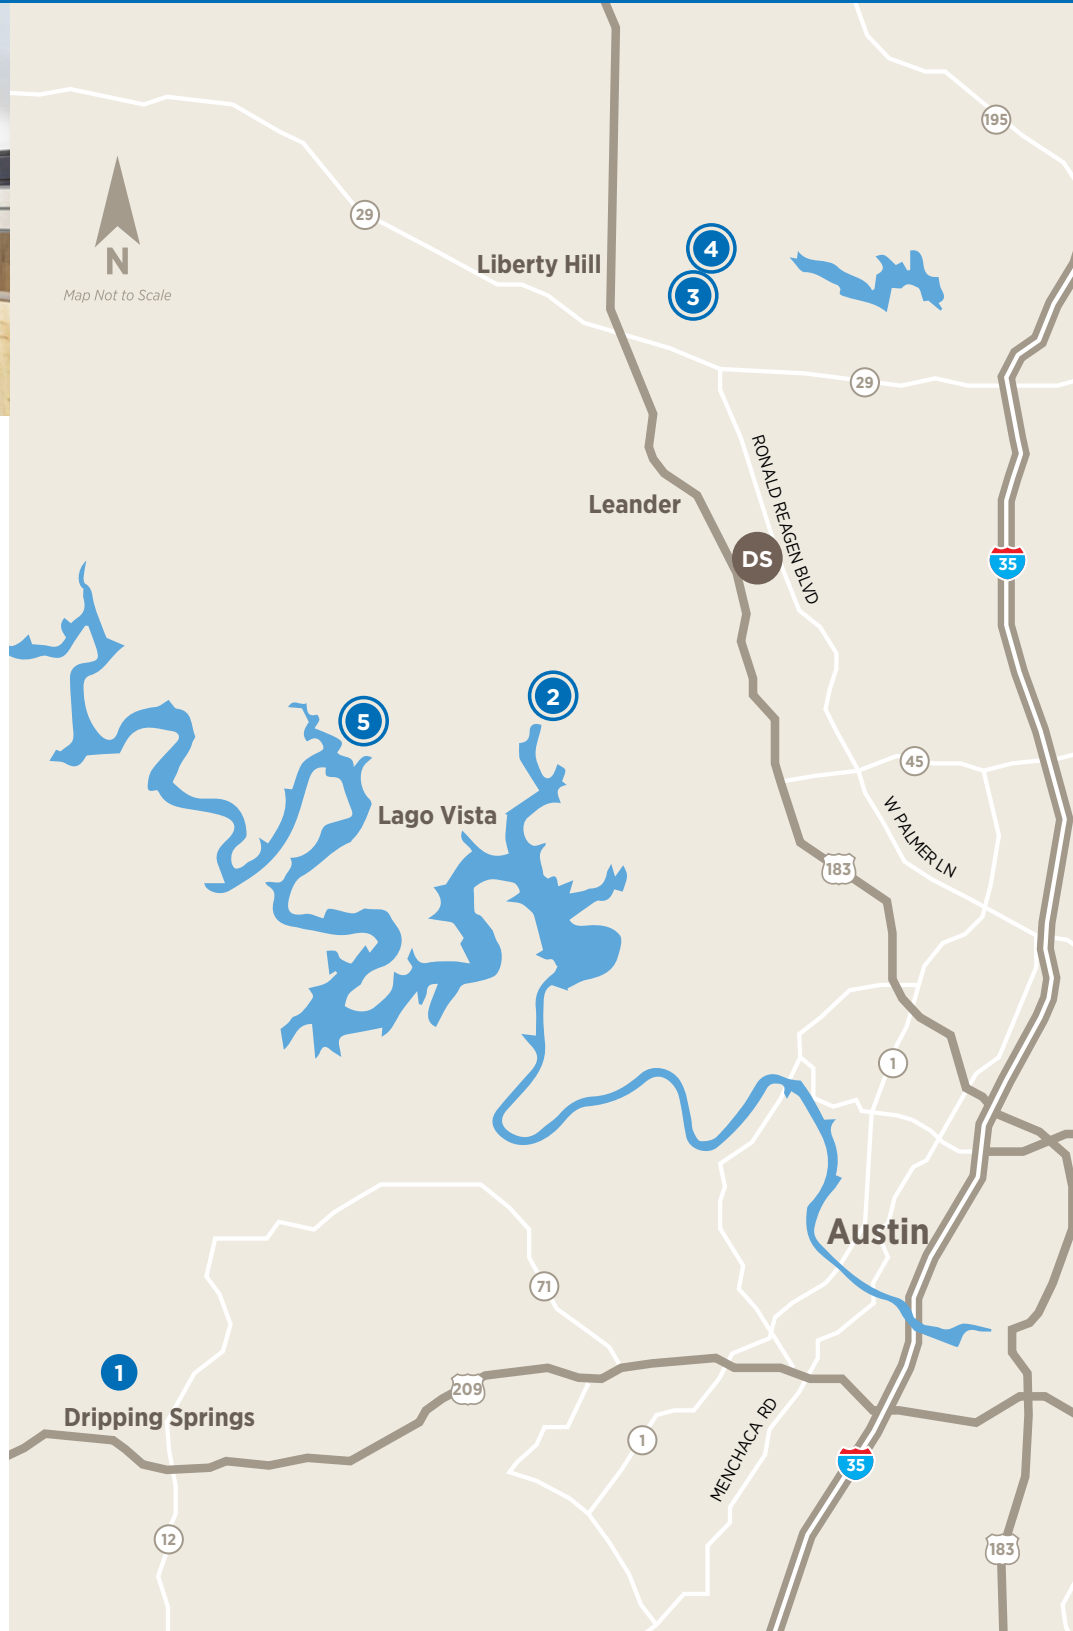 195
29
4
Liberty Hill
3
N
Map Not to Scale
29
RONALD REAGEN BLVD
Leander
DS
35
2
5
45
Lago Vista
W PALMER LN
183
1
Austin
71
1
209
Dripping Springs
MENCHACA RD
1
35
12
183